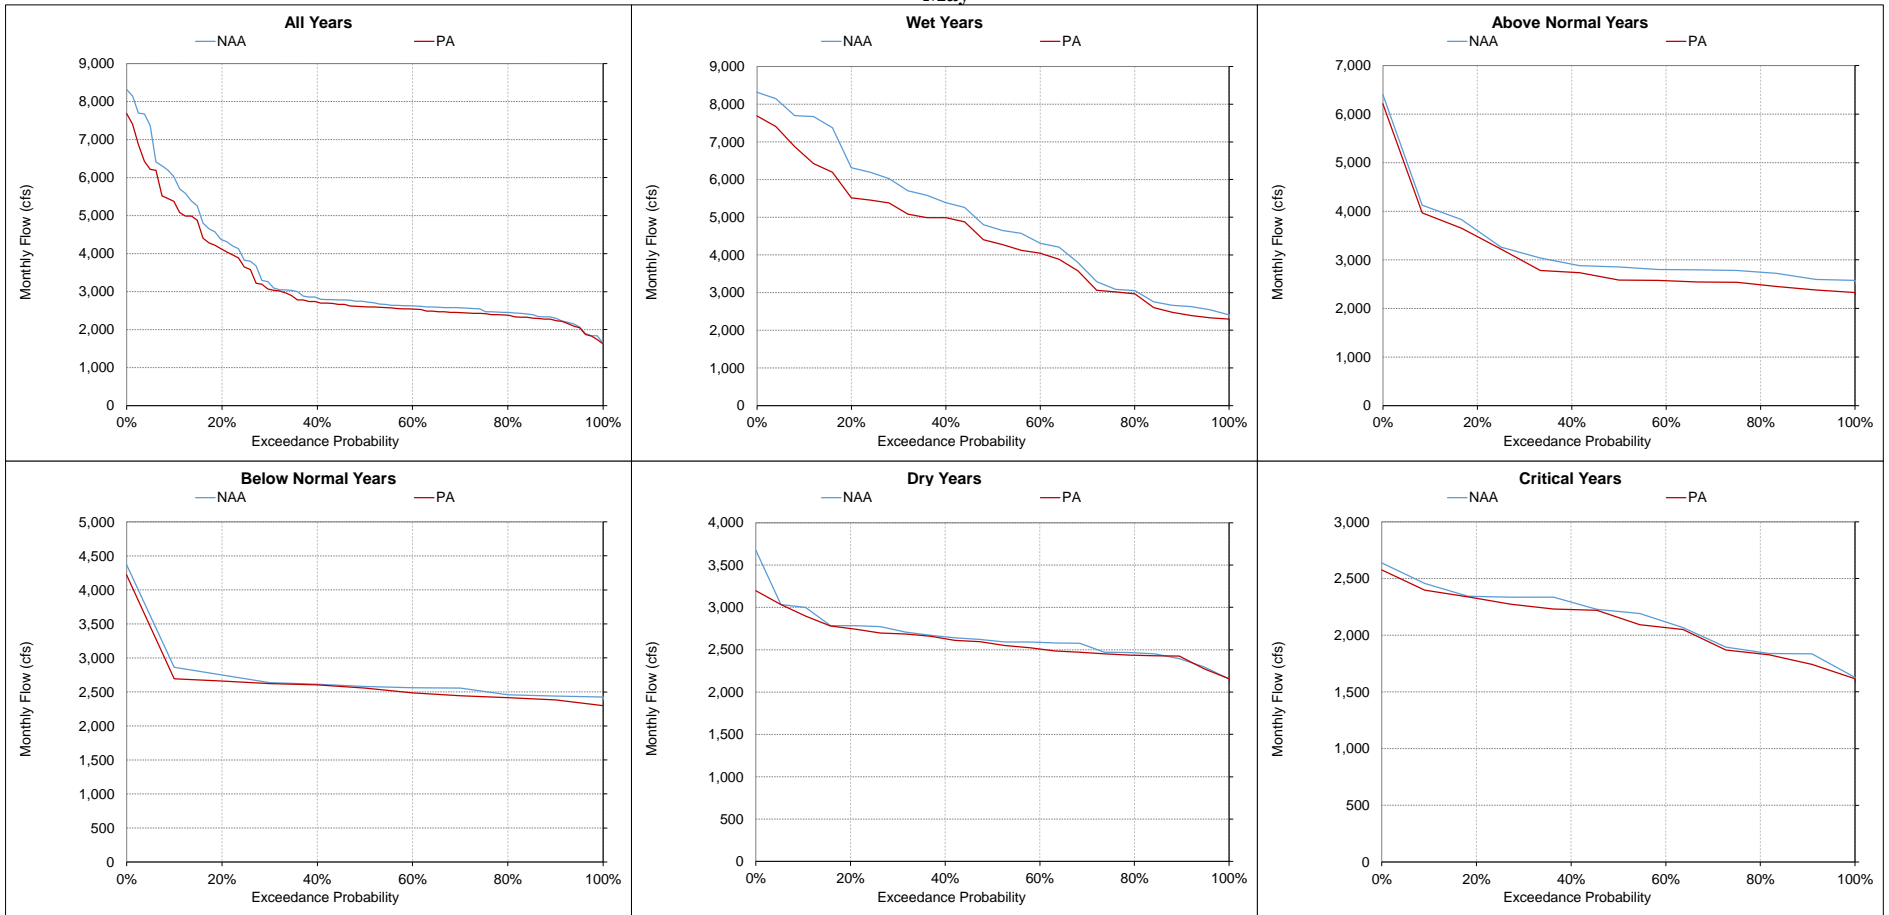 All Years
NAA PA
9,000
8,000
7,000
6,000
5,000
4,000
3,000
2,000
1,000
0
Monthly Flow (cfs)
0% 20% 40% 60% 80% 100%
Exceedance Probability
Wet Years
NAA PA
9,000
8,000
7,000
6,000
5,000
4,000
3,000
2,000
1,000
0
Monthly Flow (cfs)
0% 20% 40% 60% 80% 100%
Exceedance Probability
Above Normal Years
NAA PA
7,000
6,000
5,000
4,000
3,000
2,000
1,000
0
Monthly Flow (cfs)
0% 20% 40% 60% 80% 100%
Exceedance Probability
Below Normal Years
NAA PA
5,000
4,500
4,000
3,500
3,000
2,500
2,000
1,500
1,000
500
0
Monthly Flow (cfs)
0% 20% 40% 60% 80% 100%
Exceedance Probability
Dry Years
NAA PA
4,000
3,500
3,000
2,500
2,000
1,500
1,000
500
0
Monthly Flow (cfs)
0% 20% 40% 60% 80% 100%
Exceedance Probability
Critical Years
NAA PA
3,000
2,500
2,000
1,500
1,000
500
0
Monthly Flow (cfs)
0% 20% 40% 60% 80% 100%
Exceedance Probability